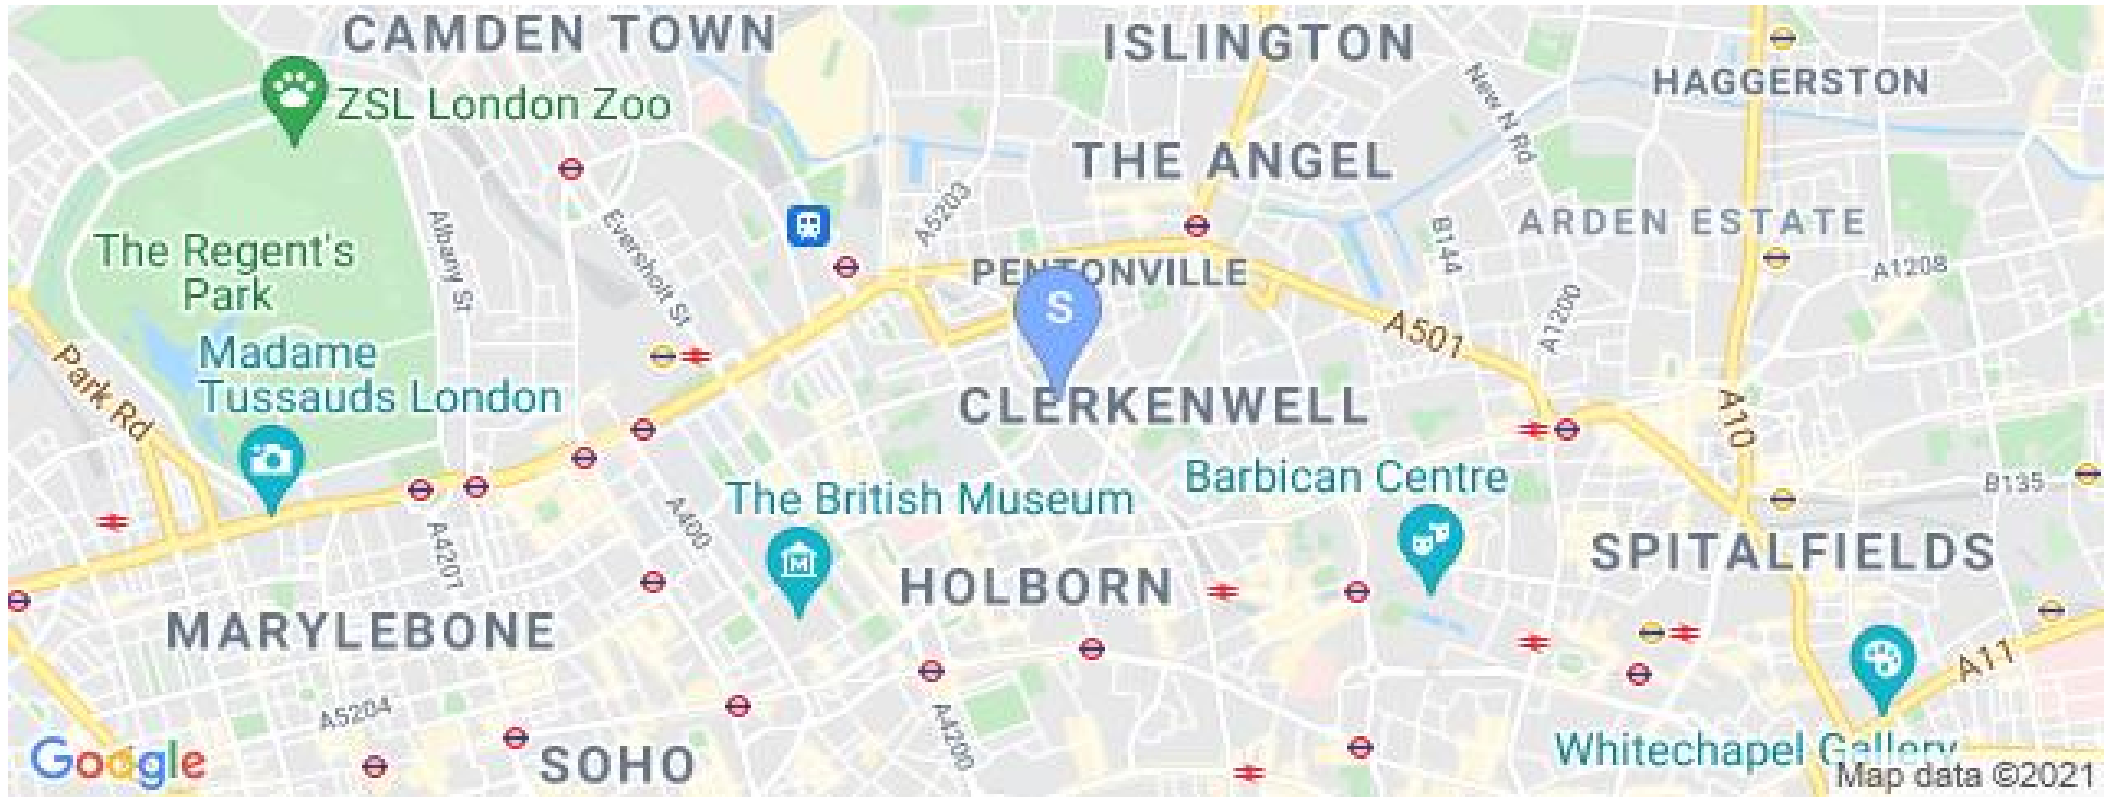 CAMDEN TOWN
ISLINGTON
HAGGERSTON
ZSL London Zoo
New N Rd
THE ANGEL
A5203
Albany St
Eversholt St
B144
ARDEN ESTATE
The Regent's
Park
PENTONVILLE
A1208
S
A501
A1200
Madame
Tussauds London
Park Rd
CLERKENWELL
A10
Barbican Centre
The British Museum
A400
B135
A4201
SPITALFIELDS
HOLBORN
MARYLEBONE
A11
A5204
A4200
Whitechapel Gallery
SOHO
Google
Map data ©2021